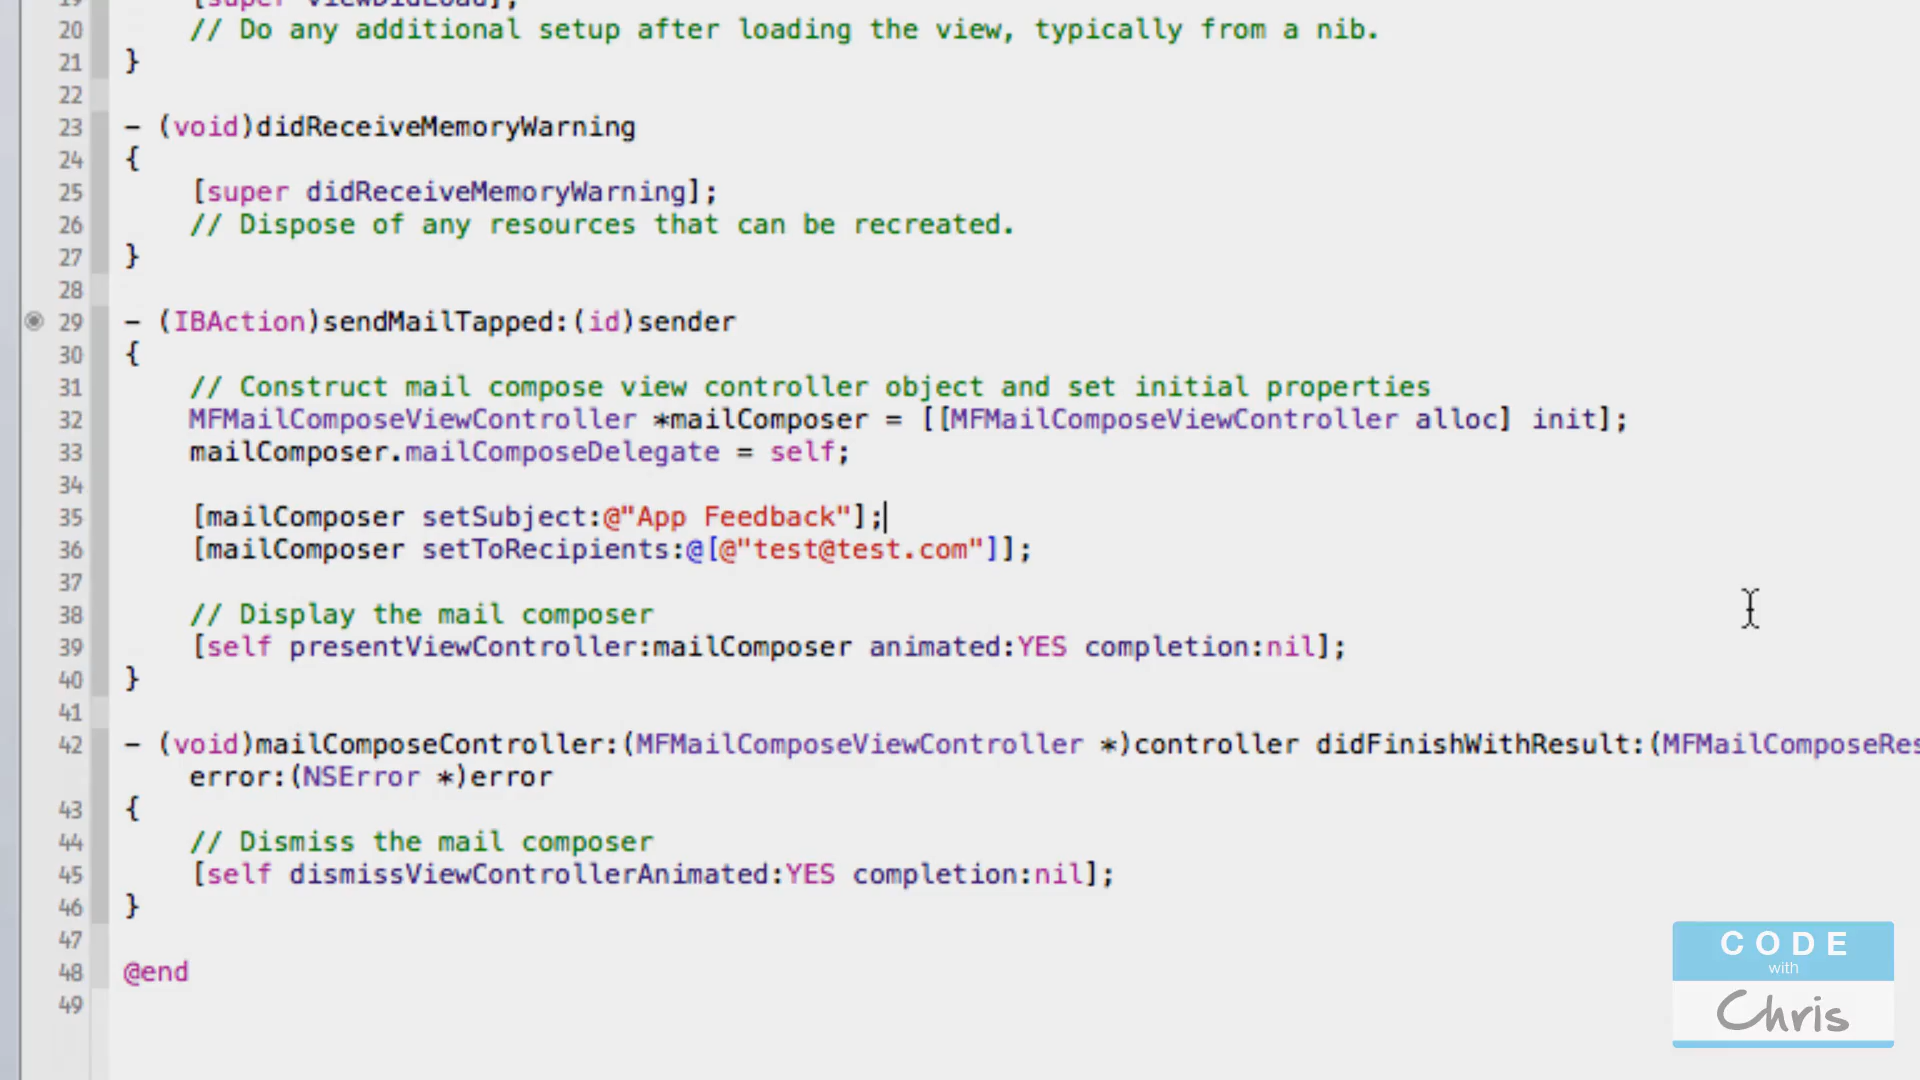 19 [super viewDidLoad];
20 // Do any additional setup after loading the view, typically from a nib.
21 }
22
23 - (void)didReceiveMemoryWarning
24 {
25 [super didReceiveMemoryWarning];
26 // Dispose of any resources that can be recreated.
27 }
28
29 - (IBAction)sendMailTapped:(id)sender
30 {
31 // Construct mail compose view controller object and set initial properties
32 MFMailComposeViewController *mailComposer = [[MFMailComposeViewController alloc] init];
33 mailComposer.mailComposeDelegate = self;
34
35 [mailComposer setSubject:@"App Feedback"];
36 [mailComposer setToRecipients:@[@"test@test.com"]];
37
38 // Display the mail composer
39 [self presentViewController:mailComposer animated:YES completion:nil];
40 }
41
42 - (void)mailComposeController:(MFMailComposeViewController *)controller didFinishWithResult:(MFMailComposeRes
error:(NSError *)error
43 {
44 // Dismiss the mail composer
45 [self dismissViewControllerAnimated:YES completion:nil];
46 }
47
48 @end
49
CODE
with
Chris